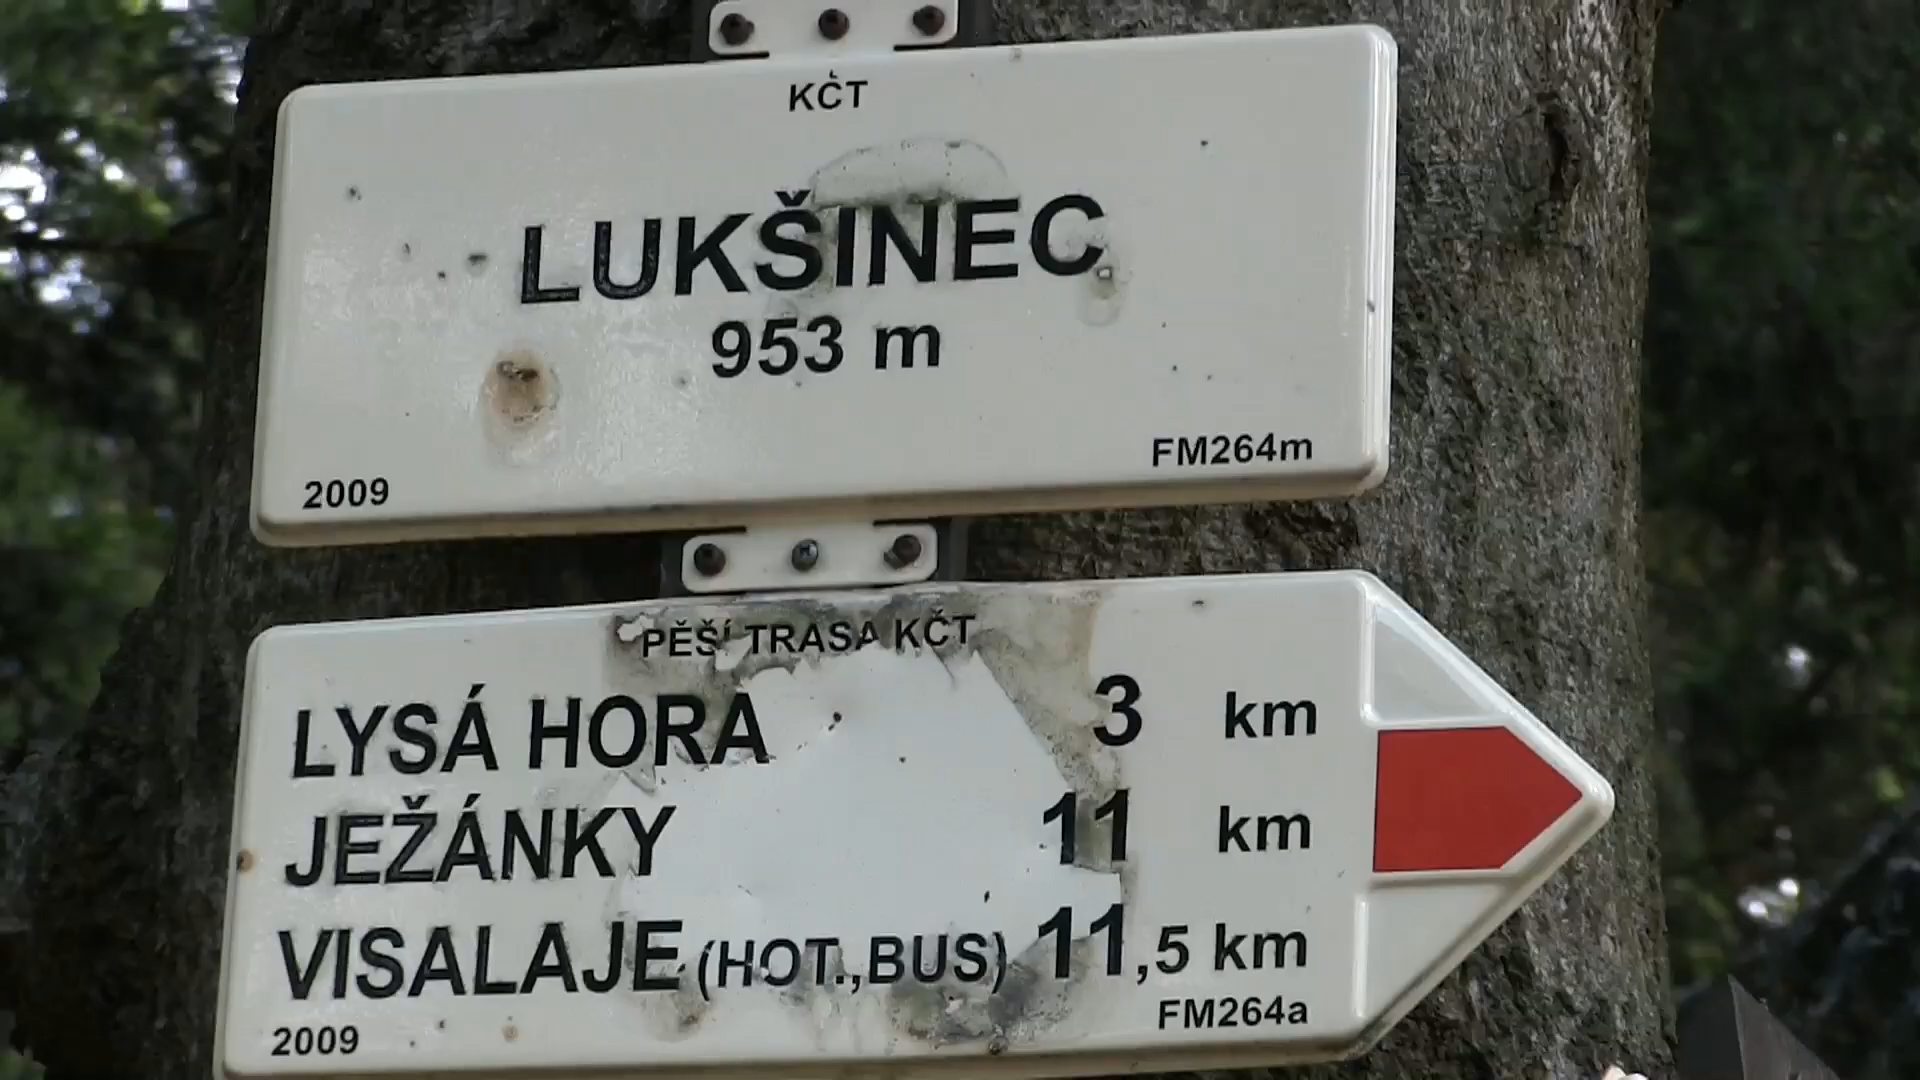 KČT
LUKŠINEC
953 m
2009 FM264m
PĚŠÍ TRASA KČT
LYSÁ HORA 3 km
JEŽÁNKY 11 km
VISALAJE (HOT.,BUS) 11,5 km
2009 FM264a